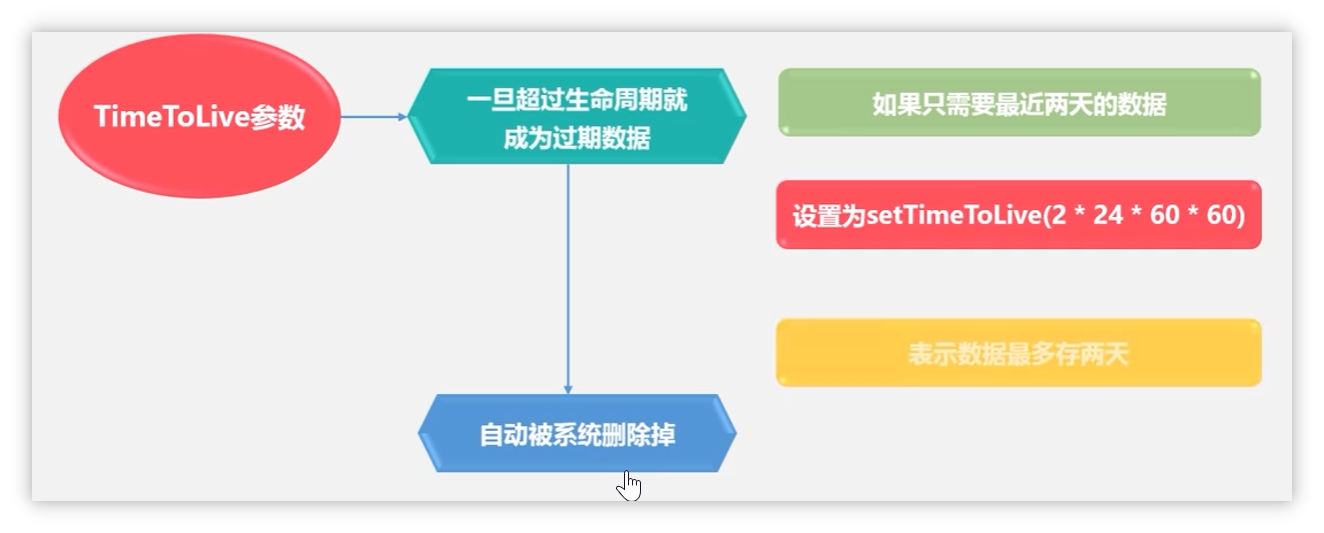 TimeToLive参数
一旦超过生命周期就
成为过期数据
自动被系统删除掉
如果只需要最近两天的数据
设置为setTimeToLive(2 * 24 * 60 * 60)
表示数据最多存两天